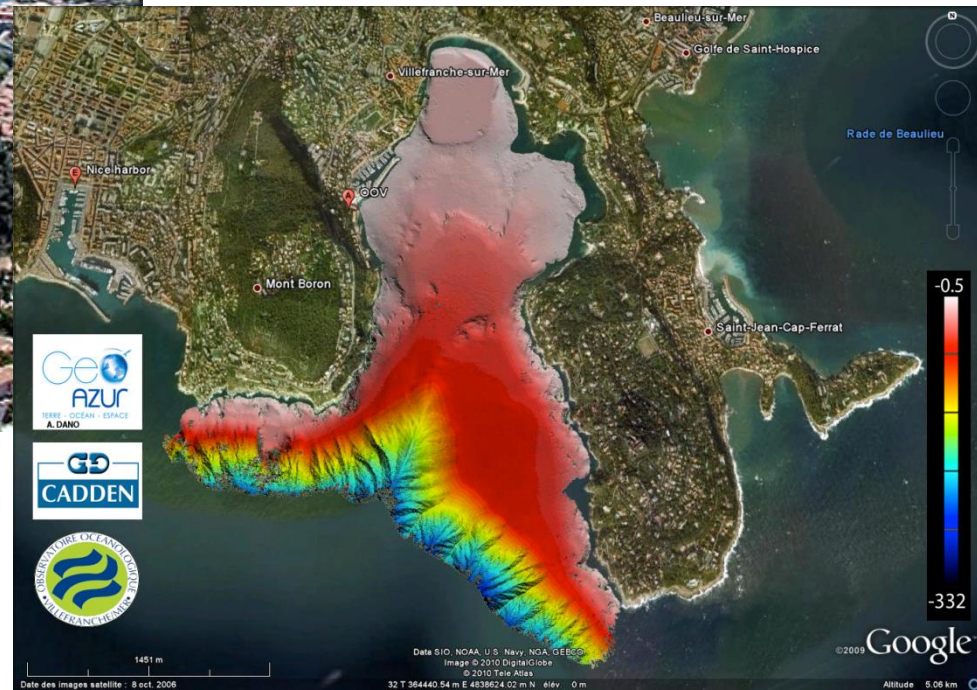 Beaulieu-sur-Mer
Golfe de Saint-Hospice
Villefranche-sur-Mer
Rade de Beaulieu
Nice harbor
E
A
OOV
Mont Boron
Saint-Jean-Cap-Ferrat
N
-0.5
-332
GeO
AZUR
TERRE - OCÉAN - ESPACE
A. DANO
CADDEN
OBSERVATOIRE OCEANOLOGIQUE
VILLEFRANCHE/MER
1451 m
Data SIO, NOAA, U.S. Navy, NGA, GEBCO
Image © 2010 DigitalGlobe
© 2010 Tele Atlas
©2009 Google
Date des images satellite : 8 oct. 2006
32 T 364440.54 m E 4838624.02 m N élév 0 m
Altitude 5.06 km